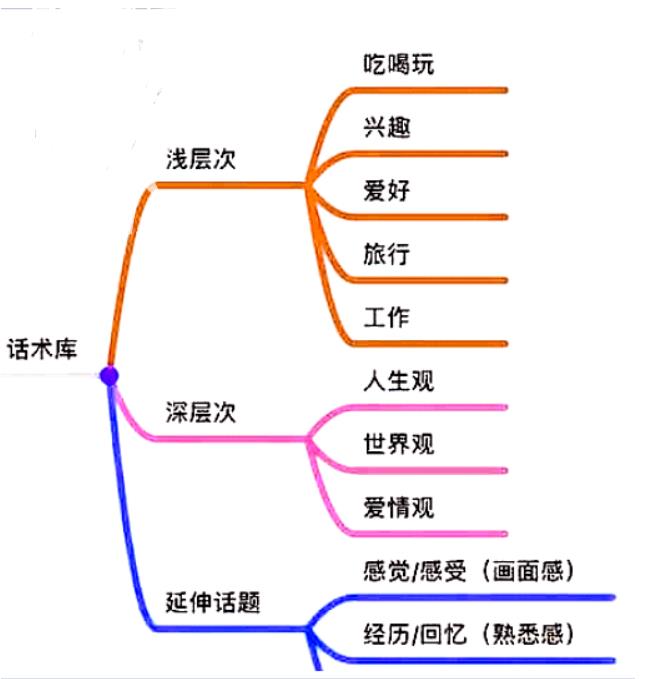 话术库
浅层次
吃喝玩
兴趣
爱好
旅行
工作
深层次
人生观
世界观
爱情观
延伸话题
感觉/感受（画面感）
经历/回忆（熟悉感）